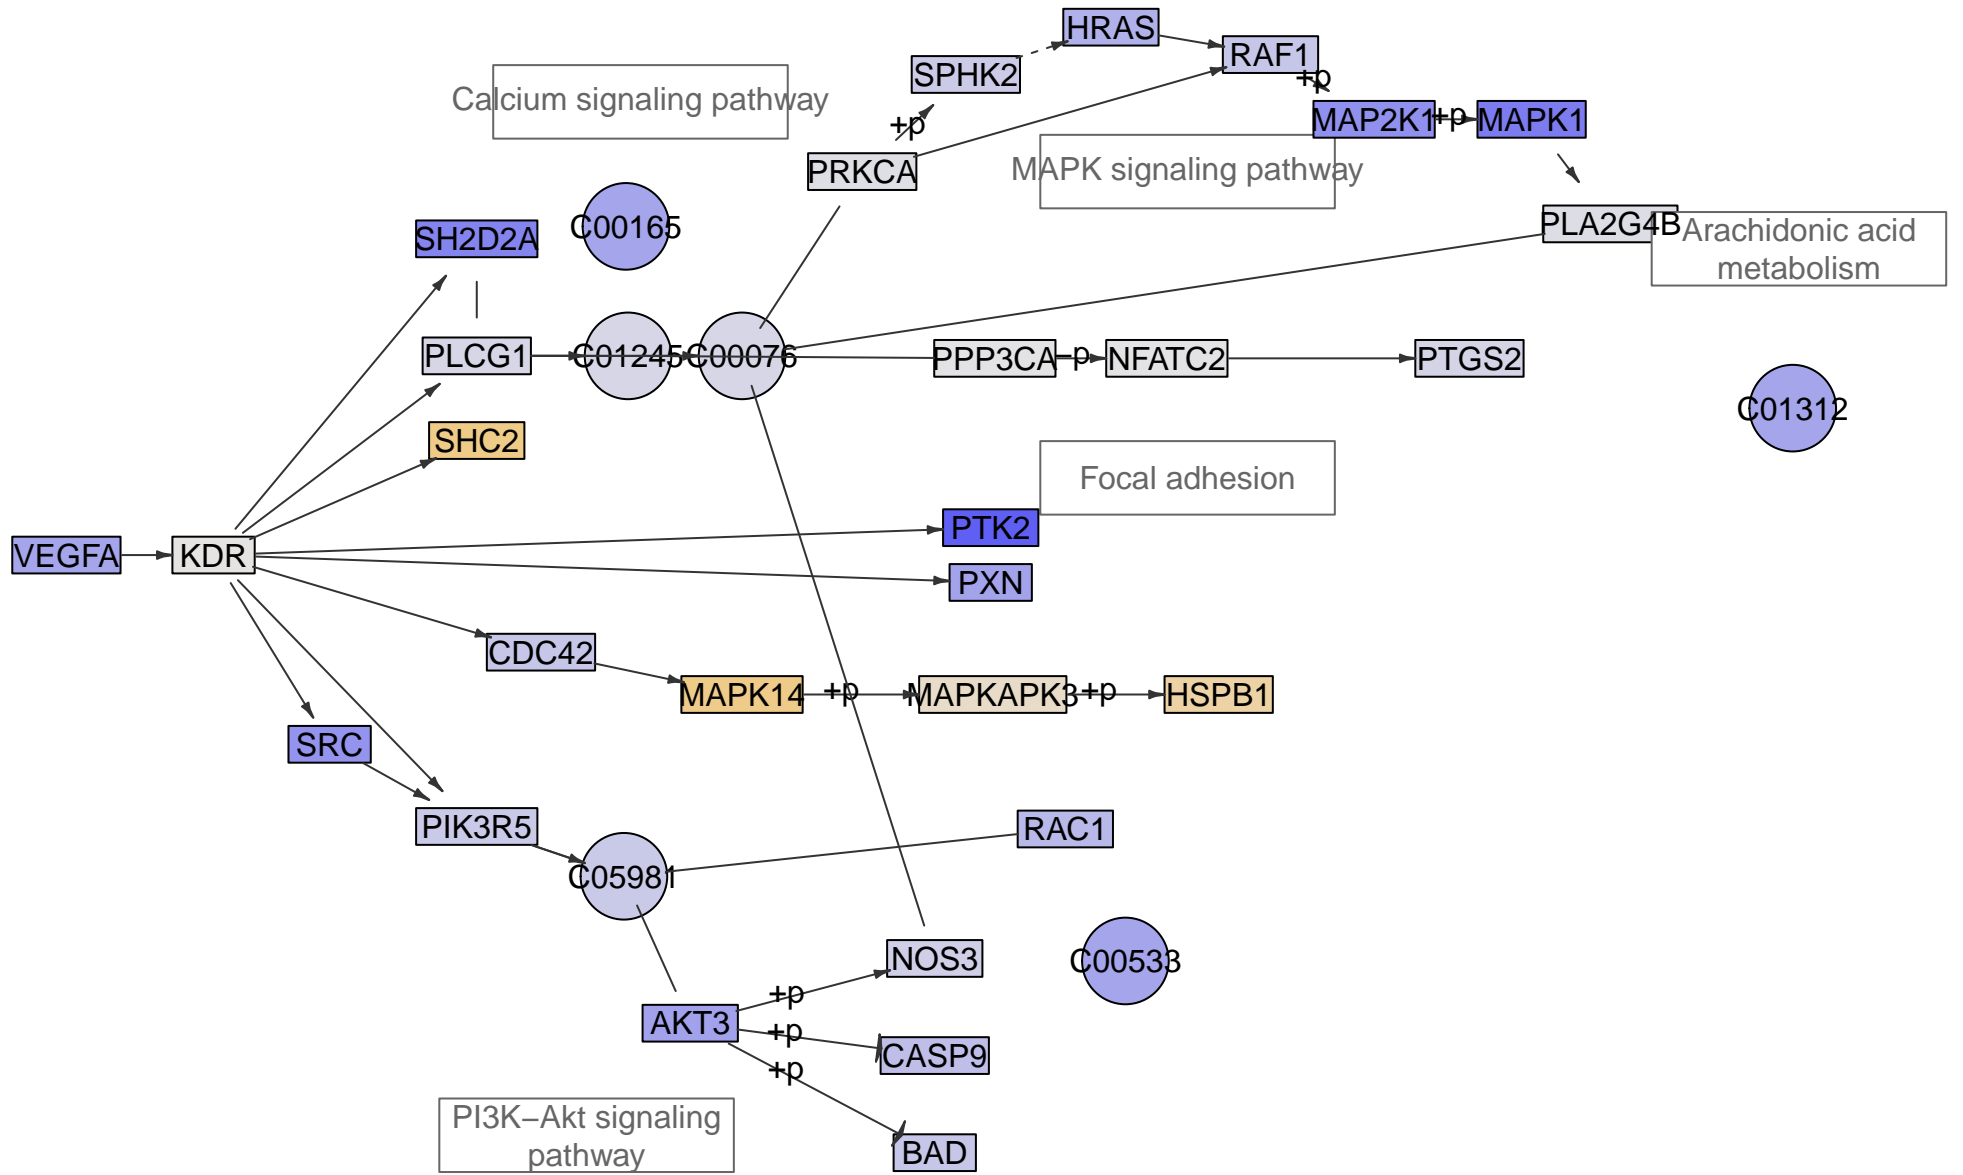 HRAS
RAF1
SPHK2
+p
Calcium signaling pathway
MAP2K1
+p
MAPK1
+p
PRKCA
MAPK signaling pathway
C00165
SH2D2A
PLA2G4B
Arachidonic acid
metabolism
PLCG1
C01245
C00076
PPP3CA
−p
NFATC2
PTGS2
C01312
SHC2
Focal adhesion
PTK2
VEGFA
KDR
PXN
CDC42
MAPK14
+p
MAPKAPK3
+p
HSPB1
SRC
PIK3R5
RAC1
C05981
NOS3
C00533
+p
AKT3
+p
CASP9
+p
PI3K−Akt signaling
pathway
BAD